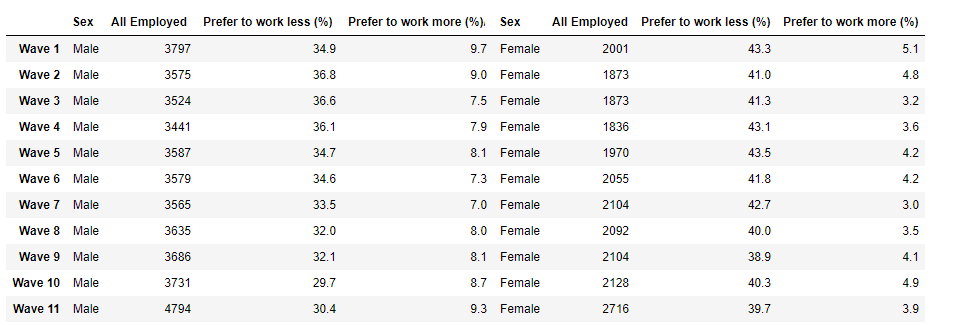 Sex All Employed Prefer to work less (%) Prefer to work more (%) Sex All Employed Prefer to work less (%) Prefer to work more (%)
Wave 1 Male 3797 34.9 9.7 Female 2001 43.3 5.1
Wave 2 Male 3575 36.8 9.0 Female 1873 41.0 4.8
Wave 3 Male 3524 36.6 7.5 Female 1873 41.3 3.2
Wave 4 Male 3441 36.1 7.9 Female 1836 43.1 3.6
Wave 5 Male 3587 34.7 8.1 Female 1970 43.5 4.2
Wave 6 Male 3579 34.6 7.3 Female 2055 41.8 4.2
Wave 7 Male 3565 33.5 7.0 Female 2104 42.7 3.0
Wave 8 Male 3635 32.0 8.0 Female 2092 40.0 3.5
Wave 9 Male 3686 32.1 8.1 Female 2104 38.9 4.1
Wave 10 Male 3731 29.7 8.7 Female 2128 40.3 4.9
Wave 11 Male 4794 30.4 9.3 Female 2716 39.7 3.9